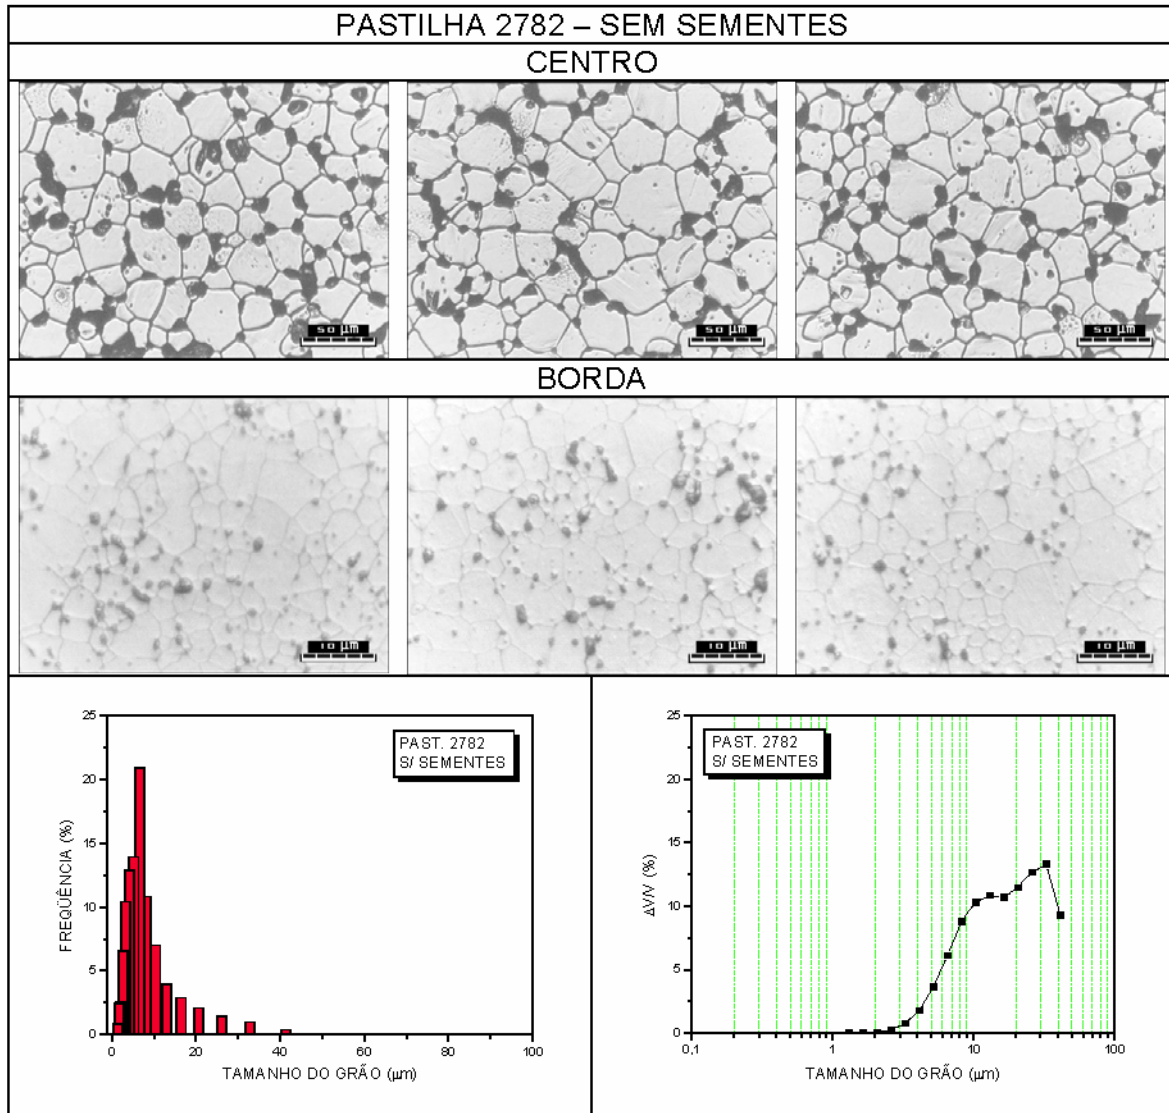 PASTILHA 2782 – SEM SEMENTES
CENTRO
50 µm
50 µm
50 µm
BORDA
10 µm
10 µm
10 µm
25
20
15
10
5
0
FREQÜÊNCIA (%)
PAST. 2782
S/ SEMENTES
0
20
40
60
80
100
TAMANHO DO GRÃO (µm)
25
20
15
10
5
0
ΔV/V (%)
PAST. 2782
S/ SEMENTES
0,1
1
10
100
TAMANHO DO GRÃO (µm)